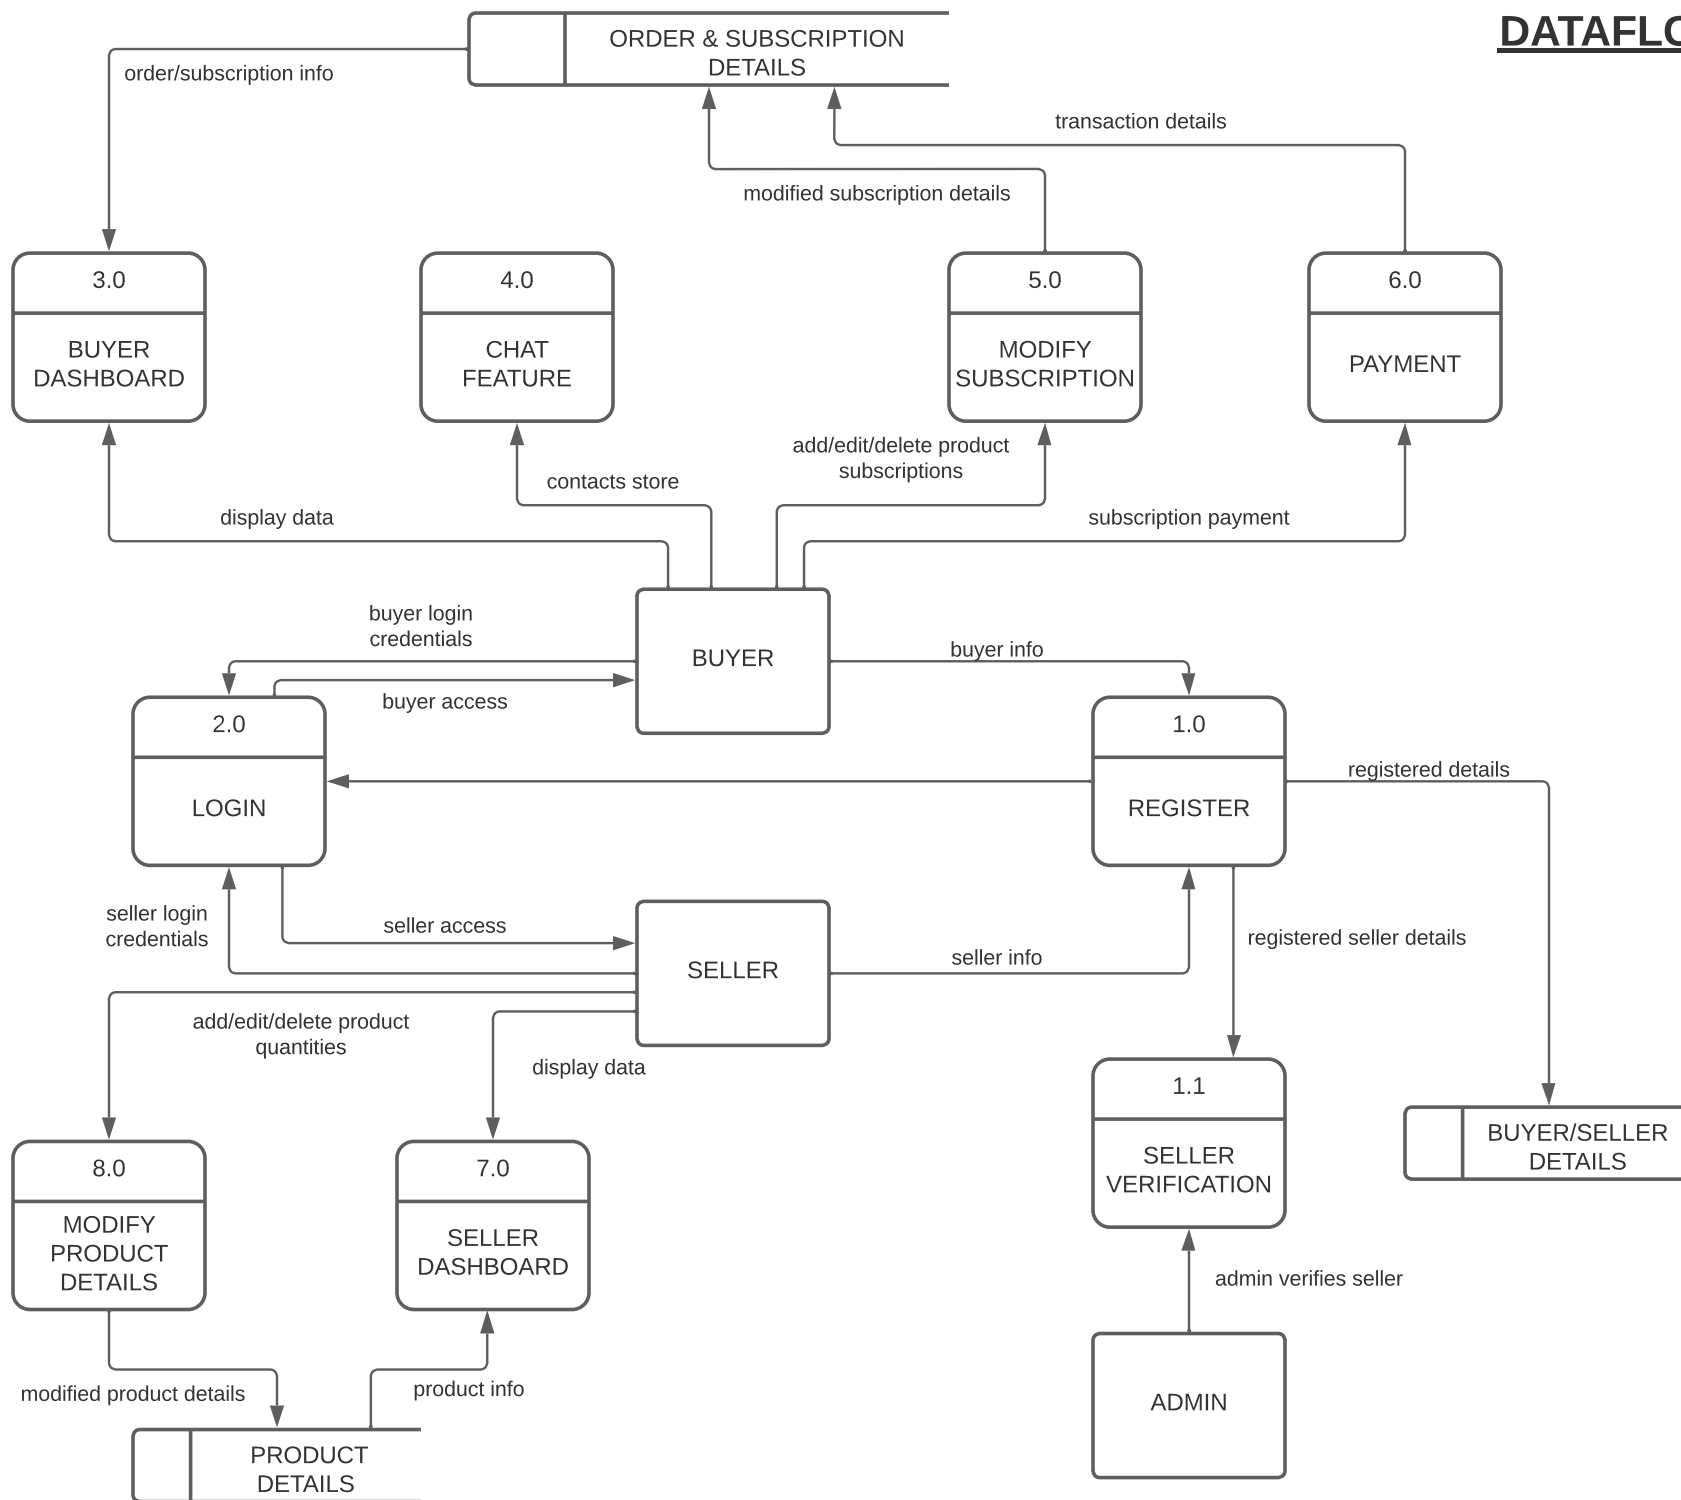 DATAFLO
ORDER & SUBSCRIPTION
DETAILS
order/subscription info
transaction details
modified subscription details
3.0
BUYER
DASHBOARD
4.0
CHAT
FEATURE
5.0
MODIFY
SUBSCRIPTION
6.0
PAYMENT
add/edit/delete product
subscriptions
contacts store
display data
subscription payment
buyer login
credentials
BUYER
buyer info
buyer access
2.0
LOGIN
1.0
REGISTER
registered details
seller login
credentials
seller access
SELLER
seller info
registered seller details
add/edit/delete product
quantities
display data
8.0
MODIFY
PRODUCT
DETAILS
7.0
SELLER
DASHBOARD
1.1
SELLER
VERIFICATION
BUYER/SELLER
DETAILS
admin verifies seller
modified product details
product info
ADMIN
PRODUCT
DETAILS